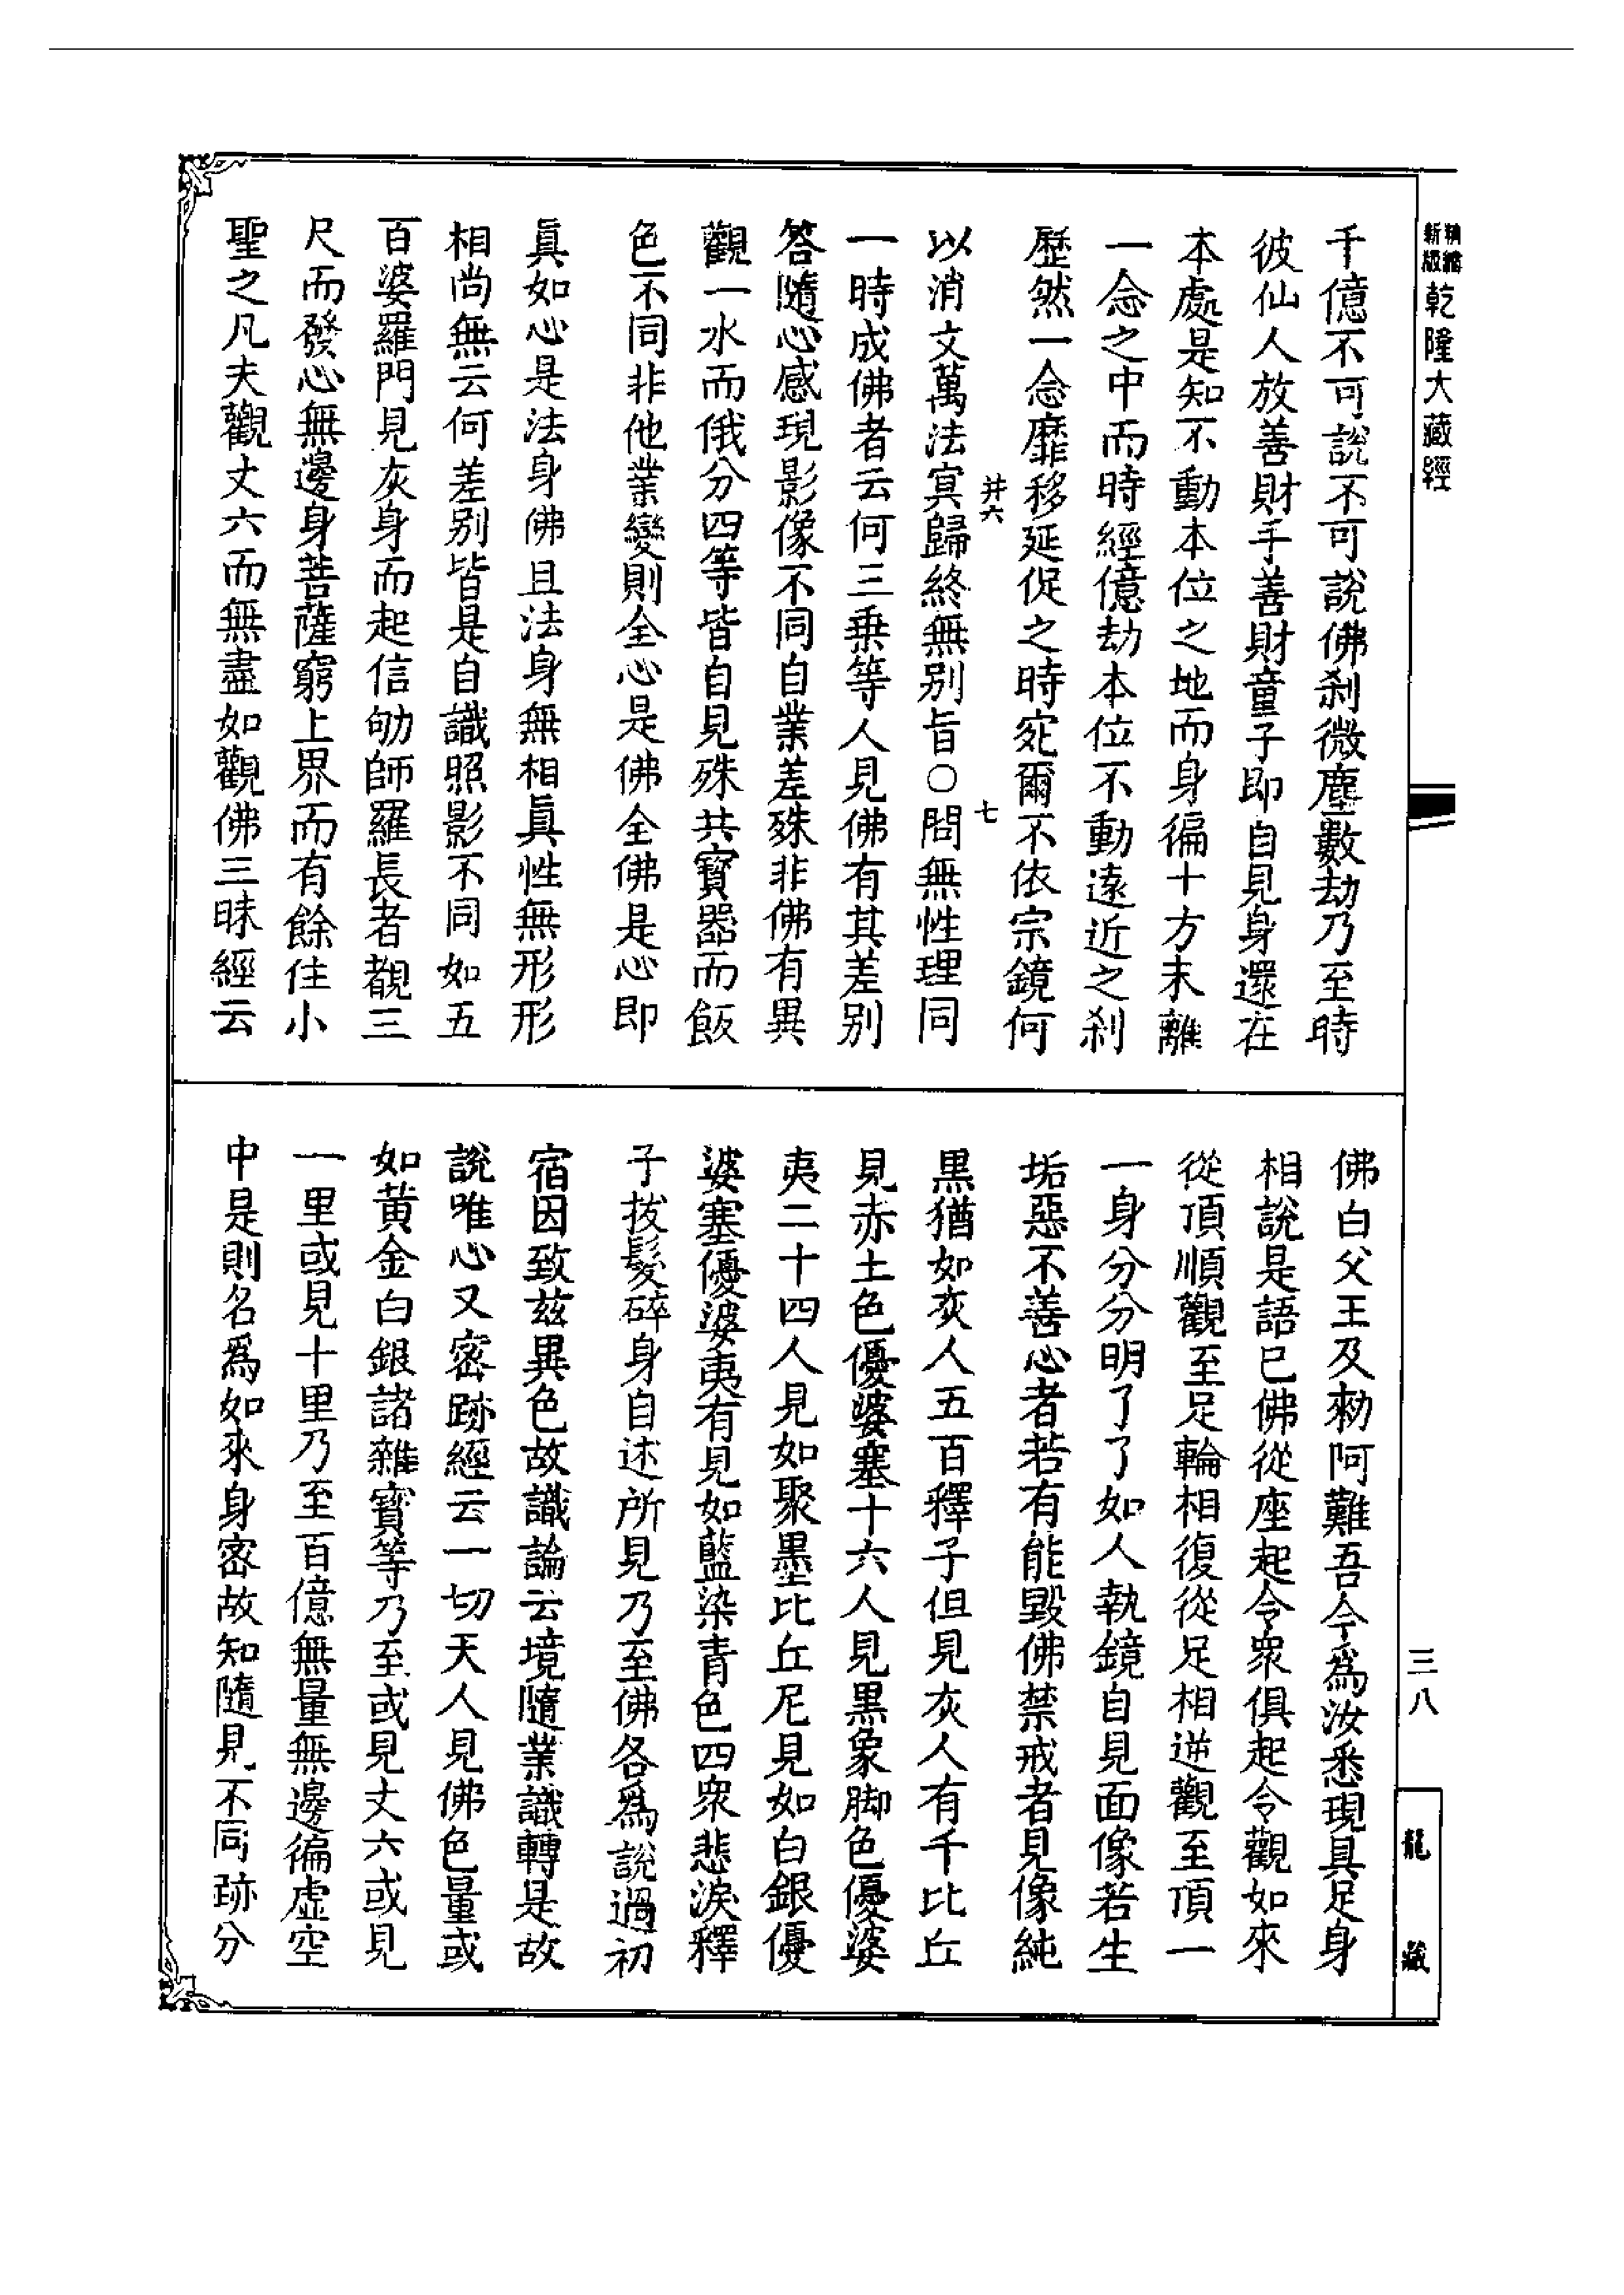 精縮新版乾隆大藏經
千億不可說不可說佛刹微塵數劫乃至時
彼仙人放善財手善財童子即自見身還在
本處是知不動本位之地而身徧十方未離
一念之中而時經億劫本位不動遠近之刹
歷然一念靡移延促之時宛爾不依宗鏡何
并六 七
以消文萬法冥歸終無別旨○問無性理同
一時成佛者云何三乗等人見佛有其差別
答隨心感現影像不同自業差殊非佛有異
觀一水而俄分四等皆自見殊共寳器而飯
色不同非他業變則全心是佛全佛是心即
眞如心是法身佛且法身無相眞性無形形
相尚無云何差別皆是自識照影不同如五
百婆羅門見灰身而起信劬師羅長者覩三
尺而發心無邊身菩薩窮上界而有餘住小
聖之凡夫觀丈六而無盡如觀佛三昧經云
佛白父王及勑阿難吾今爲汝悉現具足身
相說是語已佛從座起令衆俱起令觀如來
從頂順觀至足輪相復從足相逆觀至頂一
一身分分明了了如人執鏡自見面像若生
垢惡不善心者若有能毀佛禁戒者見像純
黒猶如灰人五百釋子但見灰人有千比丘
見赤土色優婆塞十六人見黒象脚色優婆
夷二十四人見如聚墨比丘尼見如白銀優
婆塞優婆夷有見如藍染青色四衆悲淚釋
子拔髮碎身自述所見乃至佛各爲說過初
宿因致兹異色故識論云境隨業識轉是故
說唯心又密跡經云一切天人見佛色量或
如黄金白銀諸雜寳等乃至或見丈六或見
一里或見十里乃至百億無量無邊徧虛空
中是則名爲如來身密故知隨見不同跡分
三八
龍藏